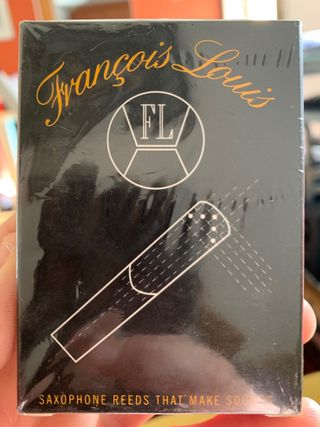 François Louis
FL
SAXOPHONE REEDS THAT MAKE